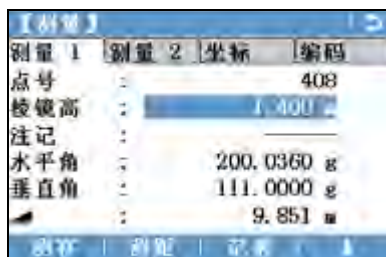 【测量】
测量 1 测量 2 坐标 编码
点号 : 408
棱镜高 : 1.400 m
注记 : ------
水平角 : 200.0360 g
垂直角 : 111.0000 g
: 9.851 m
测存 测距 记录